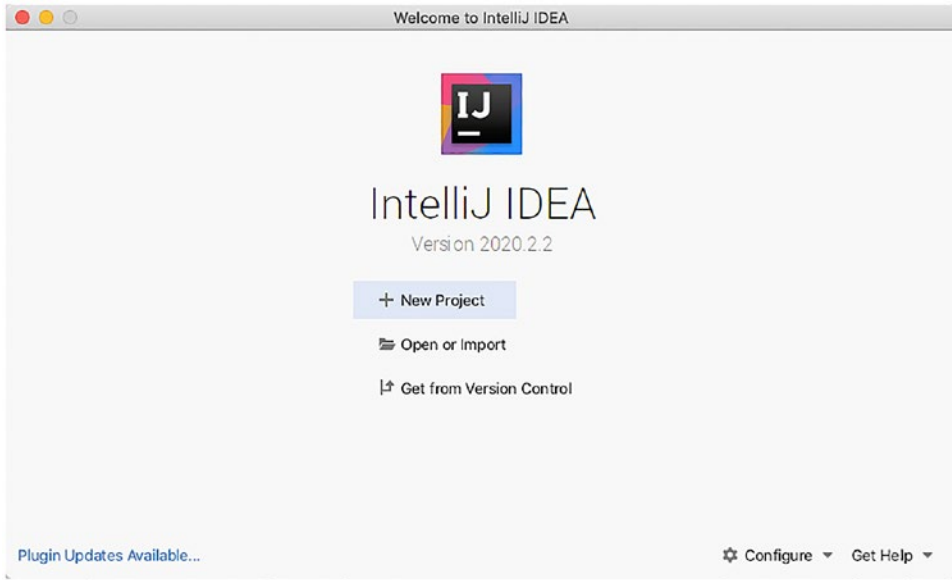 Welcome to IntelliJ IDEA
IJ
IntelliJ IDEA
Version 2020.2.2
New Project
Open or Import
Get from Version Control
Plugin Updates Available...
Configure Get Help